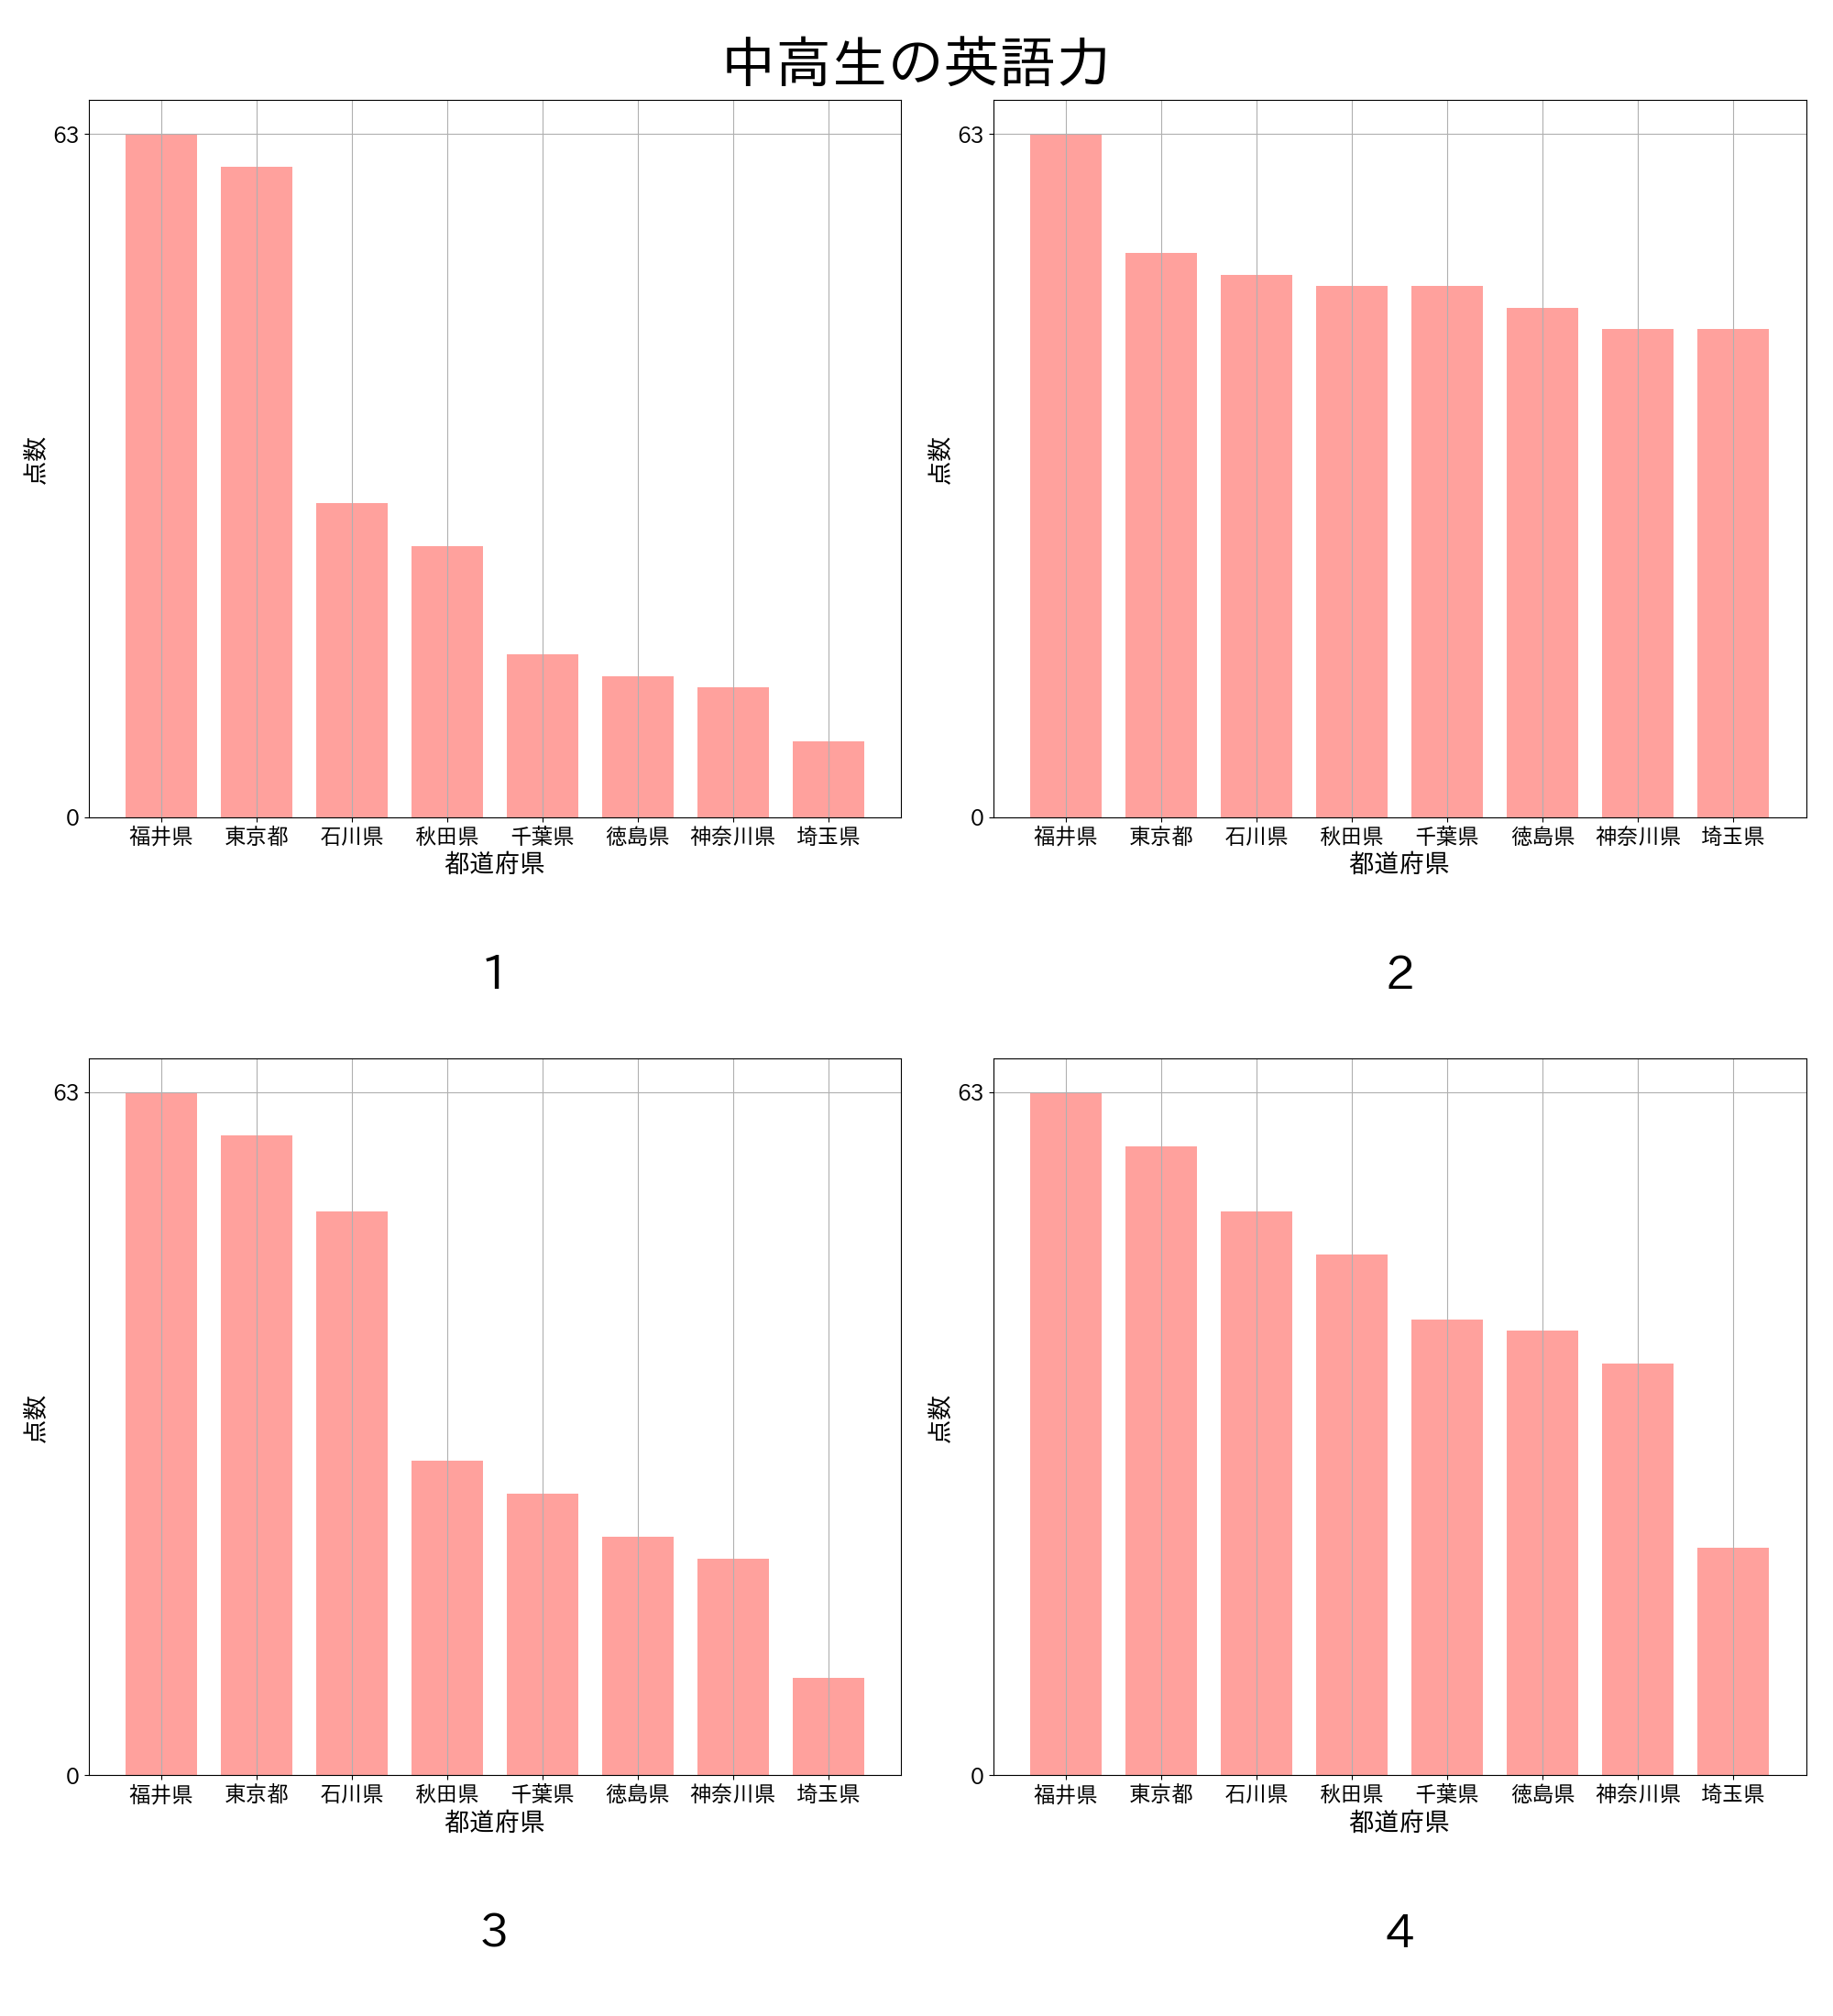 中高生の英語力
63
0
点数
福井県 東京都 石川県 秋田県 千葉県 徳島県 神奈川県 埼玉県
都道府県
1
63
0
点数
福井県 東京都 石川県 秋田県 千葉県 徳島県 神奈川県 埼玉県
都道府県
2
63
0
点数
福井県 東京都 石川県 秋田県 千葉県 徳島県 神奈川県 埼玉県
都道府県
3
63
0
点数
福井県 東京都 石川県 秋田県 千葉県 徳島県 神奈川県 埼玉県
都道府県
4